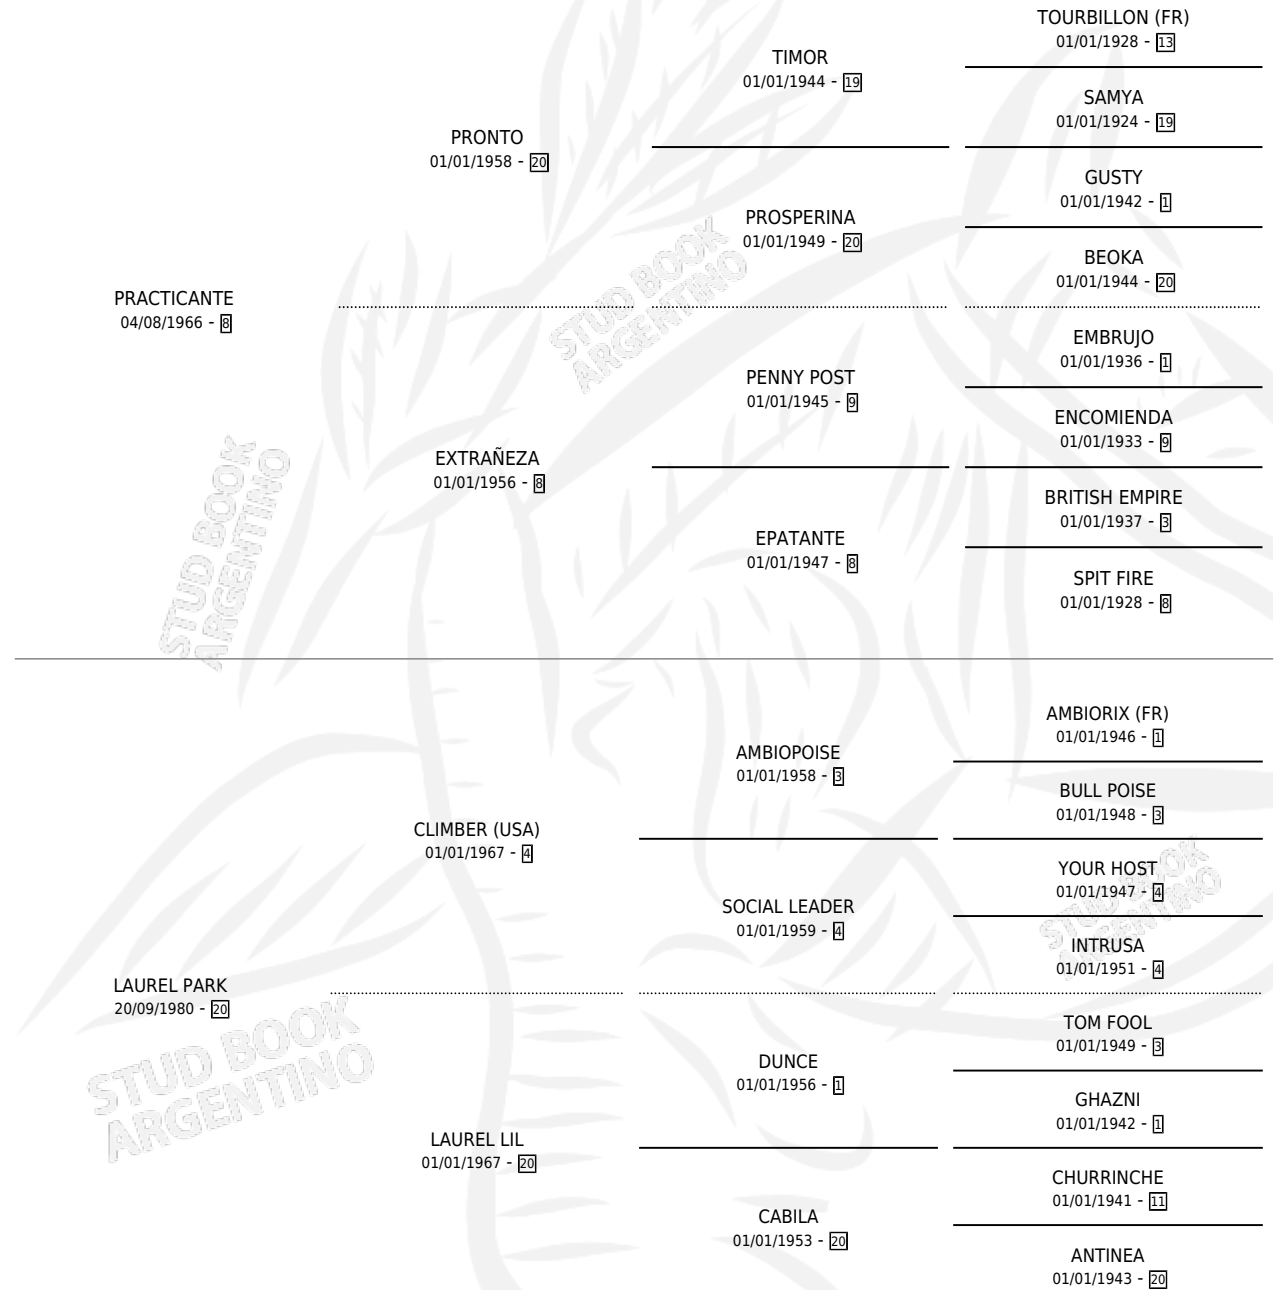 TOURBILLON (FR)
01/01/1928 - 13
TIMOR
01/01/1944 - 19
SAMYA
01/01/1924 - 19
PRONTO
01/01/1958 - 20
GUSTY
01/01/1942 - 1
PROSPERINA
01/01/1949 - 20
BEOKA
01/01/1944 - 20
PRACTICANTE
04/08/1966 - 8
EMBRUJO
01/01/1936 - 1
PENNY POST
01/01/1945 - 9
ENCOMIENDA
01/01/1933 - 9
EXTRAÑEZA
01/01/1956 - 8
BRITISH EMPIRE
01/01/1937 - 3
EPATANTE
01/01/1947 - 8
SPIT FIRE
01/01/1928 - 8
AMBIORIX (FR)
01/01/1946 - 1
AMBIOPOISE
01/01/1958 - 3
BULL POISE
01/01/1948 - 3
CLIMBER (USA)
01/01/1967 - 4
YOUR HOST
01/01/1947 - 4
SOCIAL LEADER
01/01/1959 - 4
INTRUSA
01/01/1951 - 4
LAUREL PARK
20/09/1980 - 20
TOM FOOL
01/01/1949 - 3
DUNCE
01/01/1956 - 1
GHAZNI
01/01/1942 - 1
LAUREL LIL
01/01/1967 - 20
CHURRINCHE
01/01/1941 - 11
CABILA
01/01/1953 - 20
ANTINEA
01/01/1943 - 20
STUD BOOK
ARGENTINO
STUD BOOK
ARGENTINO
STUD BOOK
ARGENTINO
STUD BOOK
ARGENTINO